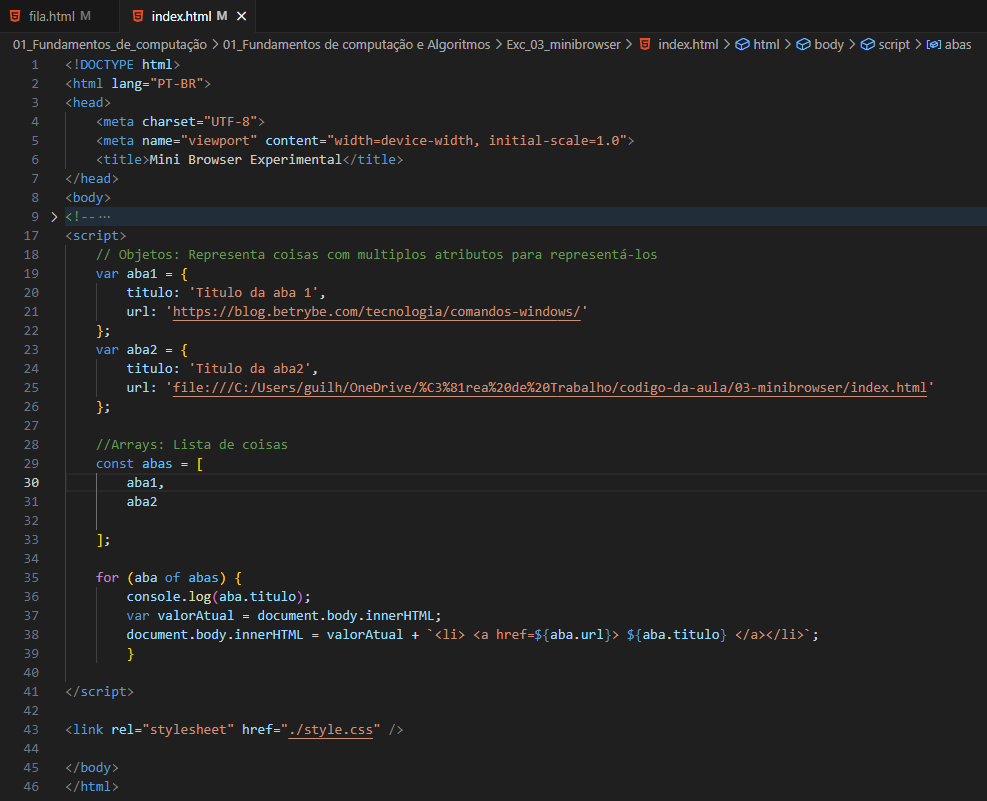 fila.html M
index.html M
01_Fundamentos_de_computação > 01_Fundamentos de computação e Algoritmos > Exc_03_minibrowser > index.html > html > body > script > abas
1 <!DOCTYPE html>
2 <html lang="PT-BR">
3 <head>
4 <meta charset="UTF-8">
5 <meta name="viewport" content="width=device-width, initial-scale=1.0">
6 <title>Mini Browser Experimental</title>
7 </head>
8 <body>
9 <!-- ...
17 <script>
18 // Objetos: Representa coisas com multiplos atributos para representá-los
19 var aba1 = {
20 titulo: 'Titulo da aba 1',
21 url: 'https://blog.betrybe.com/tecnologia/comandos-windows/'
22 };
23 var aba2 = {
24 titulo: 'Titulo da aba2',
25 url: 'file:///C:/Users/guilh/OneDrive/%C3%81rea%20de%20Trabalho/codigo-da-aula/03-minibrowser/index.html'
26 };
27
28 //Arrays: Lista de coisas
29 const abas = [
30 aba1,
31 aba2
32
33 ];
34
35 for (aba of abas) {
36 console.log(aba.titulo);
37 var valorAtual = document.body.innerHTML;
38 document.body.innerHTML = valorAtual + `<li> <a href=${aba.url}> ${aba.titulo} </a></li>`;
39 }
40
41 </script>
42
43 <link rel="stylesheet" href="./style.css" />
44
45 </body>
46 </html>